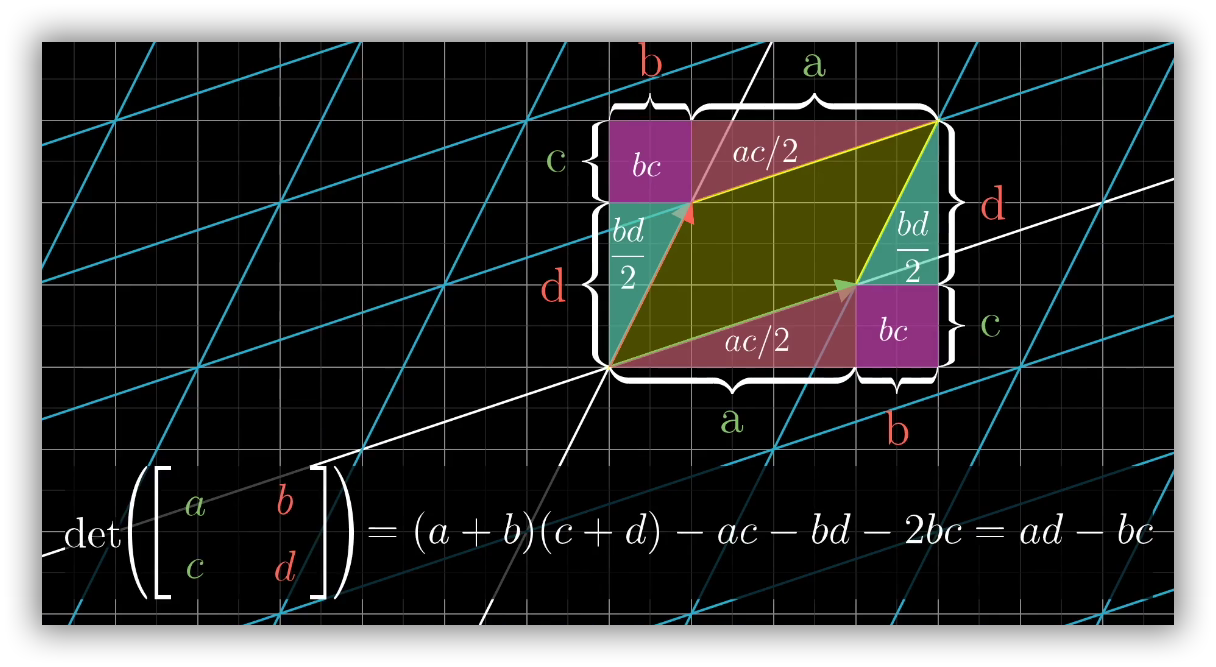 b a
c bc ac/2
bd/2 bd/2 d
d
ac/2 bc c
a b
det([a b
c d]) = (a + b)(c + d) − ac − bd − 2bc = ad − bc